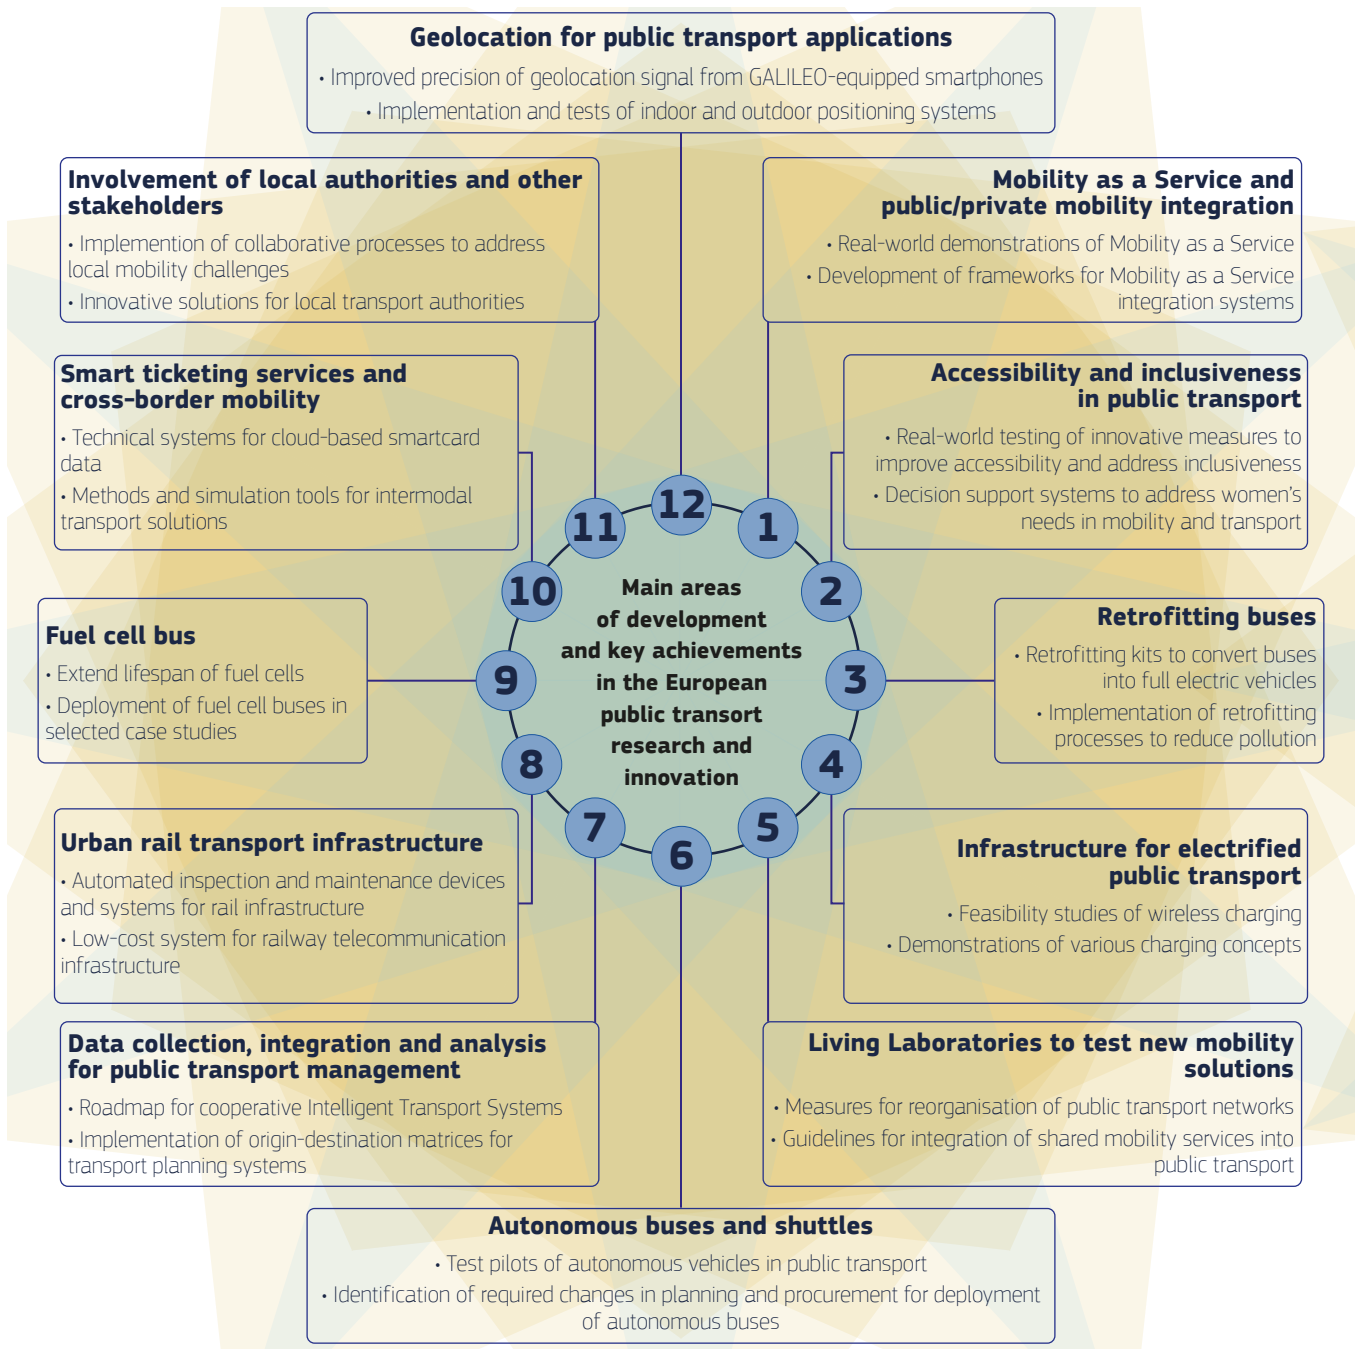 Geolocation for public transport applications
• Improved precision of geolocation signal from GALILEO-equipped smartphones
• Implementation and tests of indoor and outdoor positioning systems
Involvement of local authorities and other
stakeholders
• Implemention of collaborative processes to address
local mobility challenges
• Innovative solutions for local transport authorities
Mobility as a Service and
public/private mobility integration
• Real-world demonstrations of Mobility as a Service
• Development of frameworks for Mobility as a Service
integration systems
Smart ticketing services and
cross-border mobility
• Technical systems for cloud-based smartcard
data
• Methods and simulation tools for intermodal
transport solutions
Accessibility and inclusiveness
in public transport
• Real-world testing of innovative measures to
improve accessibility and address inclusiveness
• Decision support systems to address women's
needs in mobility and transport
12
11
1
10
2
9
3
8
4
7
5
6
Main areas
of development
and key achievements
in the European
public transort
research and
innovation
Fuel cell bus
• Extend lifespan of fuel cells
• Deployment of fuel cell buses in
selected case studies
Retrofitting buses
• Retrofitting kits to convert buses
into full electric vehicles
• Implementation of retrofitting
processes to reduce pollution
Urban rail transport infrastructure
• Automated inspection and maintenance devices
and systems for rail infrastructure
• Low-cost system for railway telecommunication
infrastructure
Infrastructure for electrified
public transport
• Feasibility studies of wireless charging
• Demonstrations of various charging concepts
Data collection, integration and analysis
for public transport management
• Roadmap for cooperative Intelligent Transport Systems
• Implementation of origin-destination matrices for
transport planning systems
Living Laboratories to test new mobility
solutions
• Measures for reorganisation of public transport networks
• Guidelines for integration of shared mobility services into
public transport
Autonomous buses and shuttles
• Test pilots of autonomous vehicles in public transport
• Identification of required changes in planning and procurement for deployment
of autonomous buses